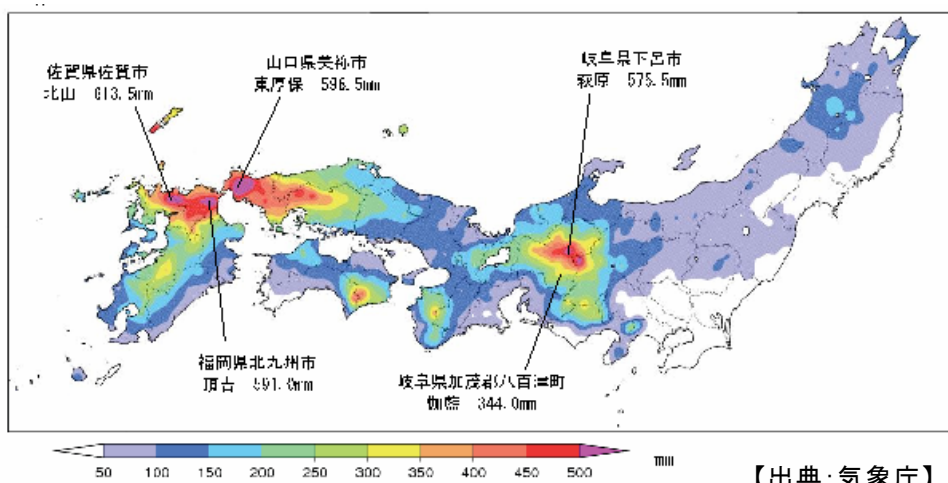 佐賀県佐賀市
北山 613.5mm
山口県美祢市
東厚保 596.5mm
岐阜県下呂市
萩原 575.5mm
福岡県北九州市
頂吉 591.0mm
岐阜県加茂郡八百津町
伽藍 344.0mm
50 100 150 200 250 300 350 400 450 500 mm
【出典:気象庁】